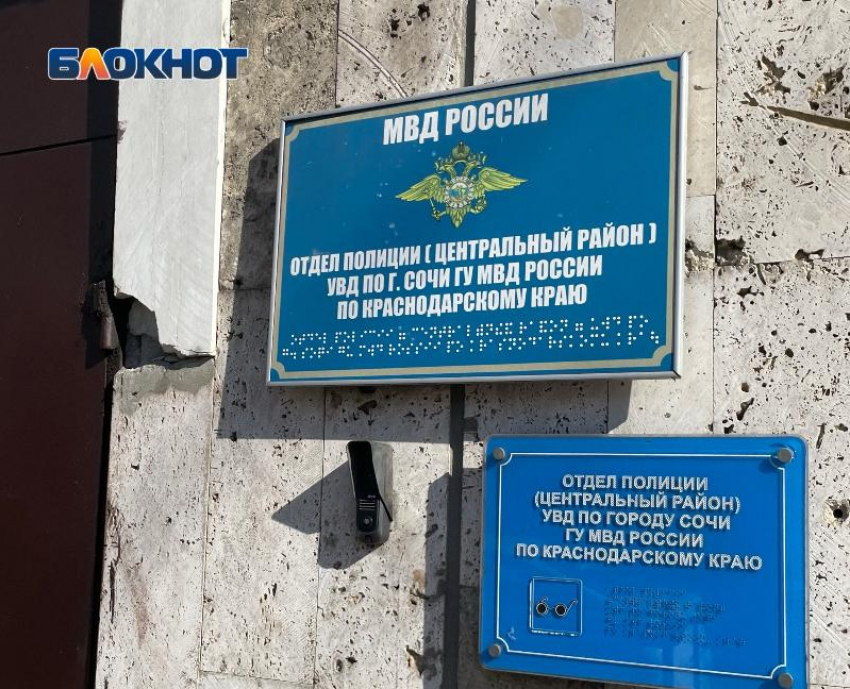 БЛОКНОТ
МВД РОССИИ
ОТДЕЛ ПОЛИЦИИ ( ЦЕНТРАЛЬНЫЙ РАЙОН )
УВД ПО Г. СОЧИ ГУ МВД РОССИИ
ПО КРАСНОДАРСКОМУ КРАЮ
ОТДЕЛ ПОЛИЦИИ
(ЦЕНТРАЛЬНЫЙ РАЙОН)
УВД ПО ГОРОДУ СОЧИ
ГУ МВД РОССИИ
ПО КРАСНОДАРСКОМУ КРАЮ